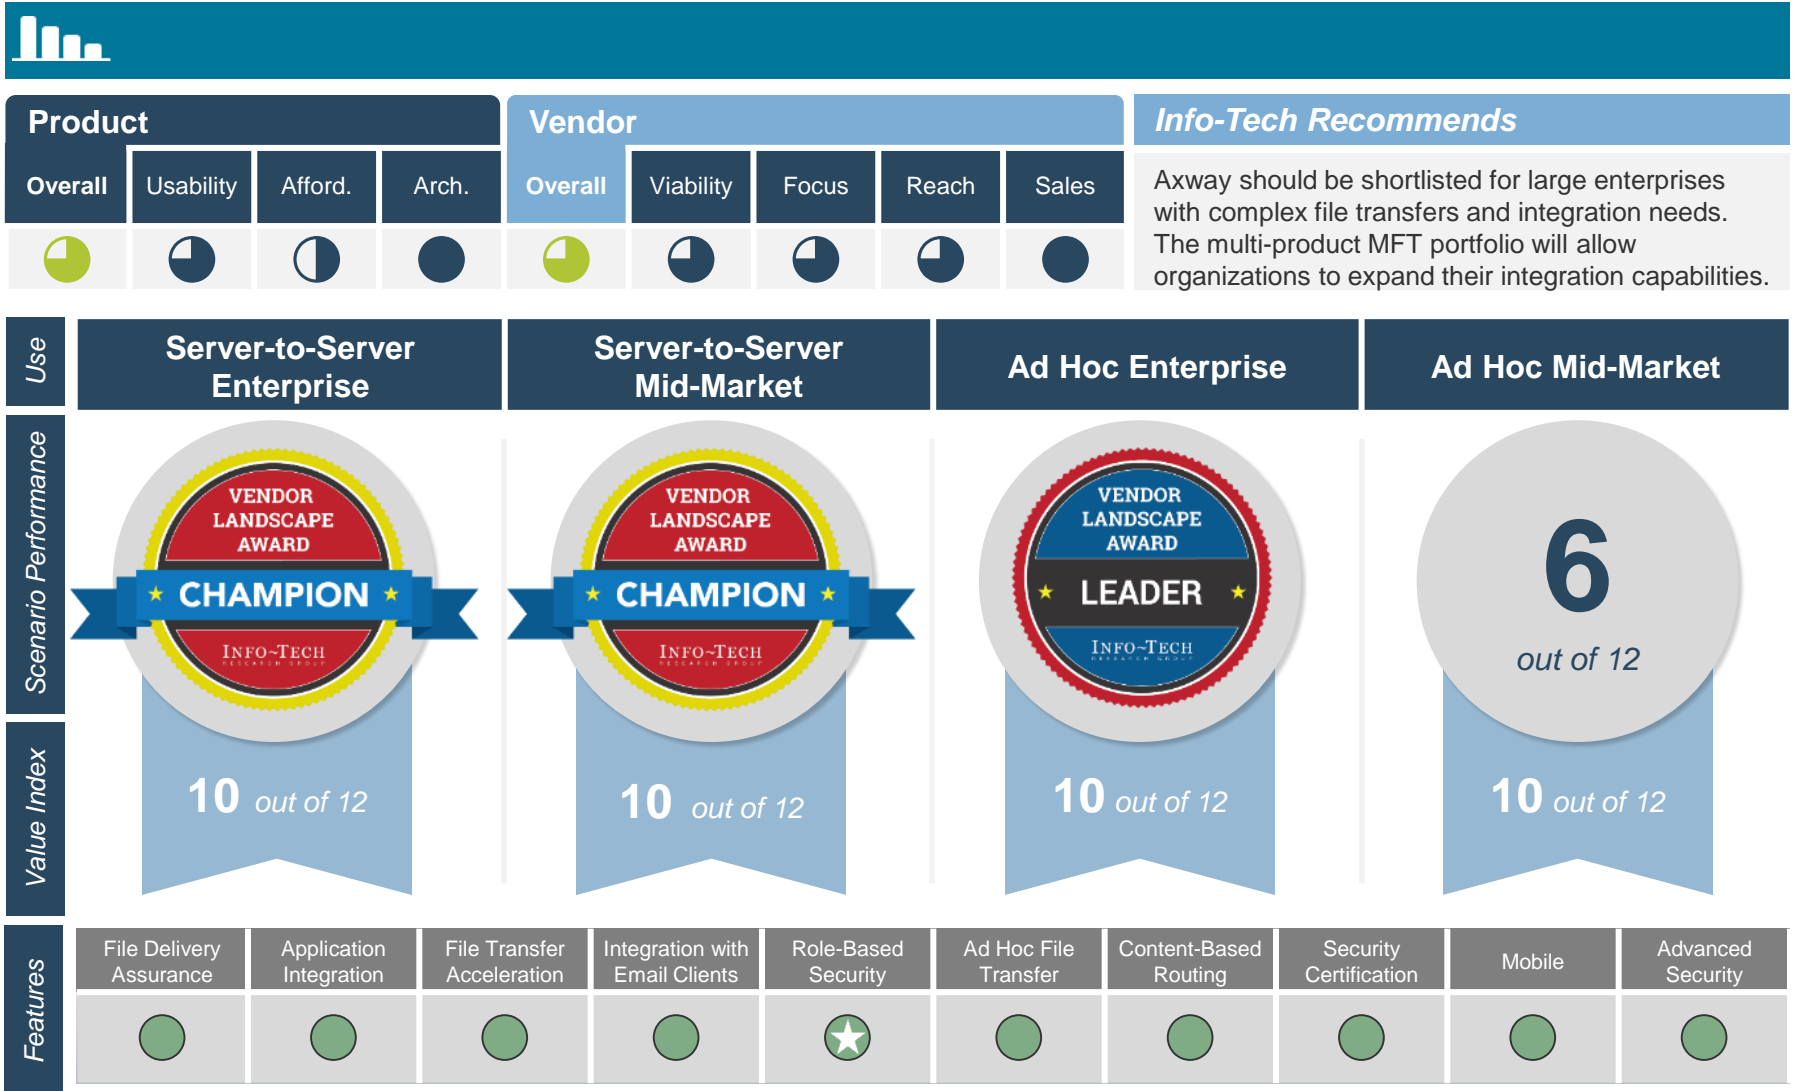 Product
Vendor
Info-Tech Recommends
Overall
Usability
Afford.
Arch.
Overall
Viability
Focus
Reach
Sales
Axway should be shortlisted for large enterprises
with complex file transfers and integration needs.
The multi-product MFT portfolio will allow
organizations to expand their integration capabilities.
Use
Server-to-Server
Enterprise
Server-to-Server
Mid-Market
Ad Hoc Enterprise
Ad Hoc Mid-Market
Scenario Performance
VENDOR
LANDSCAPE
AWARD
CHAMPION
INFO~TECH
RESEARCH GROUP
VENDOR
LANDSCAPE
AWARD
CHAMPION
INFO~TECH
RESEARCH GROUP
VENDOR
LANDSCAPE
AWARD
LEADER
INFO~TECH
RESEARCH GROUP
6
out of 12
Value Index
10 out of 12
10 out of 12
10 out of 12
10 out of 12
Features
File Delivery
Assurance
Application
Integration
File Transfer
Acceleration
Integration with
Email Clients
Role-Based
Security
Ad Hoc File
Transfer
Content-Based
Routing
Security
Certification
Mobile
Advanced
Security